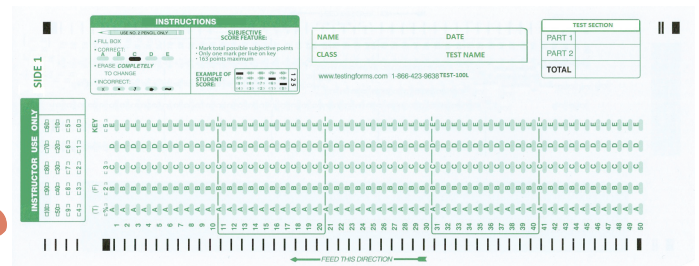 SIDE 1
INSTRUCTIONS
USE NO. 2 PENCIL ONLY
• FILL BOX
• CORRECT:
A B C D E
• ERASE COMPLETELY
TO CHANGE
• INCORRECT:
SUBJECTIVE
SCORE FEATURE:
• Mark total possible subjective points
• Only one mark per line on key
• 163 points maximum
EXAMPLE OF
STUDENT
SCORE:
1
2
3
NAME DATE
CLASS TEST NAME
www.testingforms.com 1-866-423-9638 TEST-100L
TEST SECTION
PART 1
PART 2
TOTAL
INSTRUCTOR USE ONLY
KEY
(T) (F)
A B C D E
1 2 3 4 5 6 7 8 9 10 11 12 13 14 15 16 17 18 19 20 21 22 23 24 25 26 27 28 29 30 31 32 33 34 35 36 37 38 39 40 41 42 43 44 45 46 47 48 49 50
FEED THIS DIRECTION